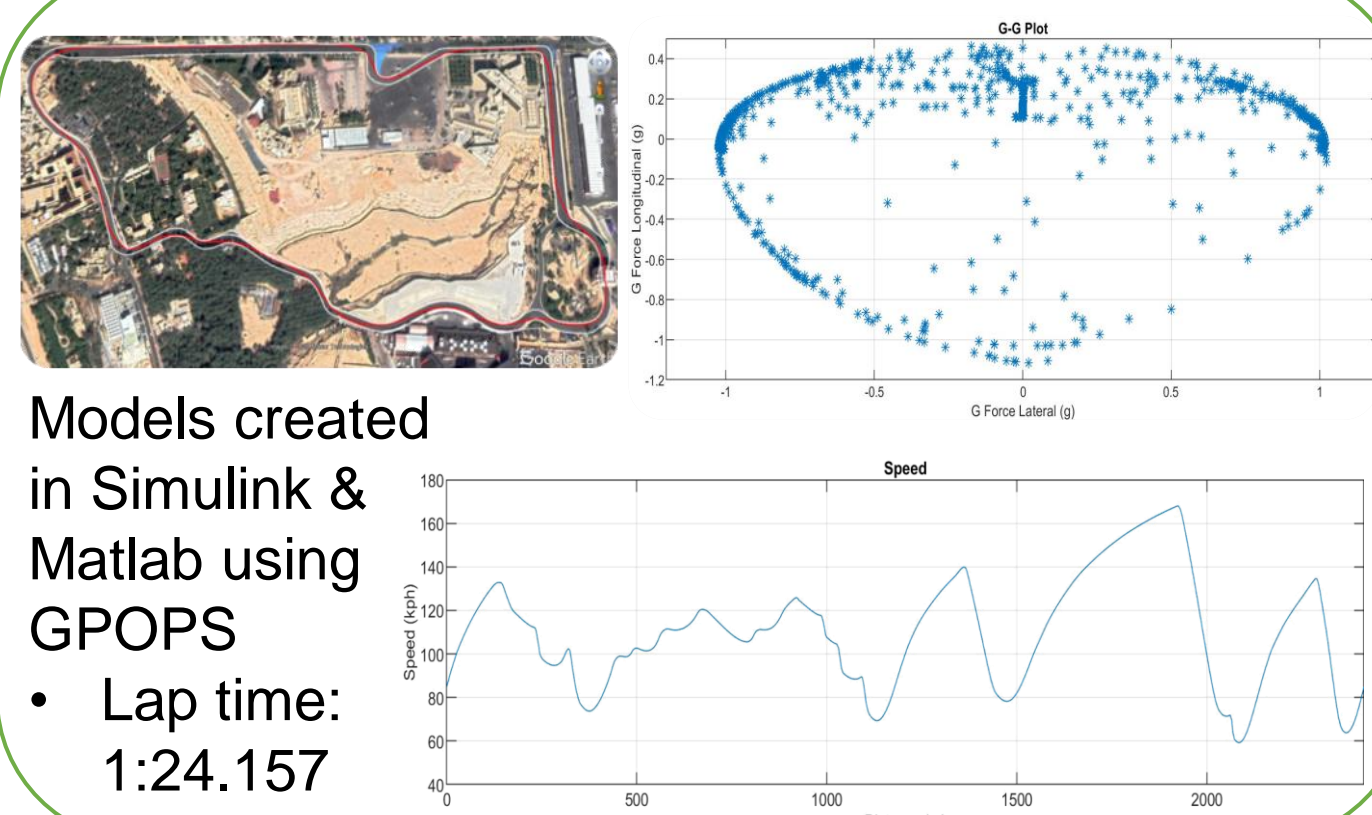 Google Earth
G-G Plot
G Force Longitudinal (g)
0.4
0.2
0
-0.2
-0.4
-0.6
-0.8
-1
-1.2
-1
-0.5
0
0.5
1
G Force Lateral (g)
Models created
in Simulink &
Matlab using
GPOPS
• Lap time:
1:24.157
Speed
Speed (kph)
180
160
140
120
100
80
60
40
0
500
1000
1500
2000